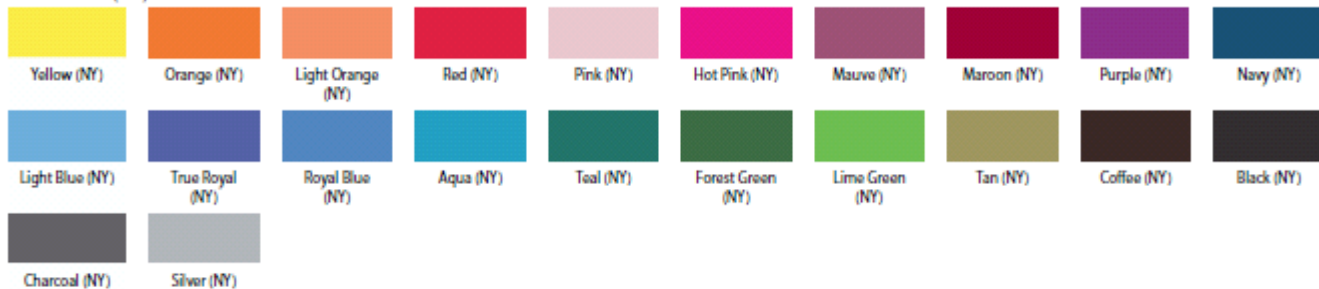 Yellow (NY)
Orange (NY)
Light Orange
(NY)
Red (NY)
Pink (NY)
Hot Pink (NY)
Mauve (NY)
Maroon (NY)
Purple (NY)
Navy (NY)
Light Blue (NY)
True Royal
(NY)
Royal Blue
(NY)
Aqua (NY)
Teal (NY)
Forest Green
(NY)
Lime Green
(NY)
Tan (NY)
Coffee (NY)
Black (NY)
Charcoal (NY)
Silver (NY)